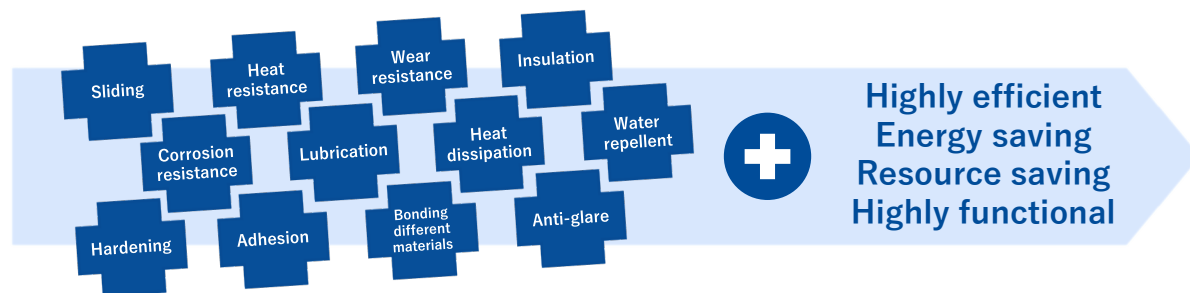 Sliding
Heat
resistance
Wear
resistance
Insulation
Corrosion
resistance
Lubrication
Heat
dissipation
Water
repellent
Hardening
Adhesion
Bonding
different
materials
Anti-glare
Highly efficient
Energy saving
Resource saving
Highly functional